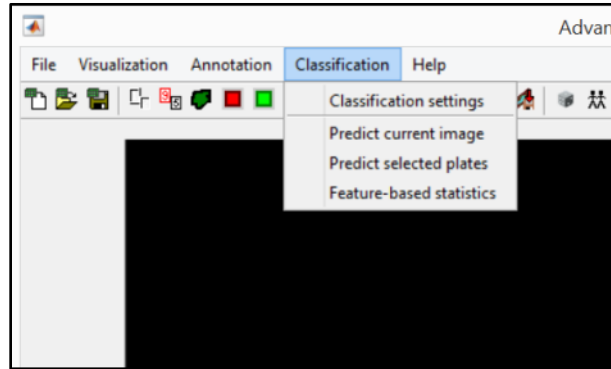 Advan
File Visualization Annotation Classification Help
Classification settings
Predict current image
Predict selected plates
Feature-based statistics